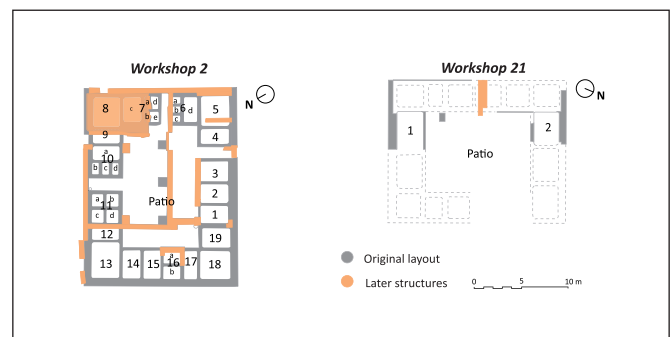 Workshop 2
Workshop 21
N
N
8
c
7
a d
b e
a
b
c
6
d
5
4
9
a
10
b c d
3
2
1
a b
11
c d
Patio
12
19
13
14
15
a
16
b
17
18
1
2
Patio
Original layout
Later structures
0 5 10 m